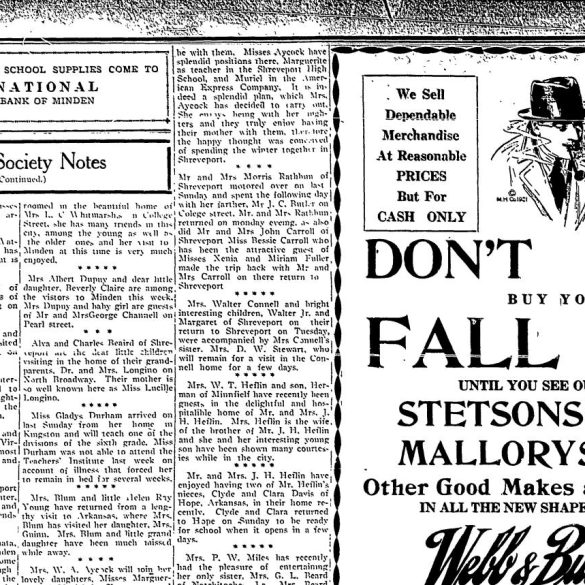 SCHOOL SUPPLIES COME TO
NATIONAL
BANK OF MINDEN
Society Notes
Continued.)
roomed in the beautiful home of
Mrs L. C Whitmarsh, in College
Street, she has many friends in this
city, among the young as well as
the older ones and her visit to
Minden at this time is very much
enjoyed.
*****
Mrs Albert Dupuy and dear little
daughter, Beverly Claire are among
the visitors to Minden this week.
Mrs Dupuy and baby girl are guests
of Mr and MrsGeorge Channell on
Pearl street.
***
Alva and Charles Beaird of Shre-
veport are the dear little children
visiting in the home of their grand-
parents, Dr. and Mrs. Longino on
North Broadway. Their mother is
so well known here as Miss Lucille
Longino.
*****
Miss Gladys Durham arrived on
last Sunday from her home in
Kingston and will teach one of the
divisons of the sixth grade. Miss
Durham was not able to attend the
Teachers' Institute last week on
account of illness that forced her
to remain in bed for several weeks.
*****
Mrs. Blum and little Helen Ray
Young have returned from a leng-
thy visit to Arkansas, where Mrs.
Blum has visited her daughter, Mrs.
Guinn. Mrs. Blum and little grand
daughter have been much missed
while away.
*****
Mrs. W. A. Aycock will join her
lovely daughters, Misses Marguer-
be with them. Misses Aycock have
splendid positions there, Marguerite
as teacher in the Shreveport High
School, and Muriel in the Amer-
ican Express Company. It is in-
deed a splendid plan, which Mrs.
Aycock has decided to carry out.
She enjoys being with her
ters and they truly enjoy having
their mother with them, therefore
the happy thought was conceived
of spending the winter together in
Shreveport.
****
Mr and Mrs Morris Rathbun of
Shreveport motored over on last
Sunday and spent the following day
with her farther, Mr J. C. Butler on
Colege street. Mr. and Mrs Rathbun
returned on monday evening, as also
did Mr and Mrs John Carroll of
Shreveport Miss Bessie Carroll who
has been the attractive guest of
Misses Xenia and Miriam Fuller
made the trip back with Mr and
Mrs Carroll on there return to
Shreveport
*****
Mrs. Walter Connell and bright
interesting children, Walter Jr. and
Margaret of Shreveport on their
return to Shreveport on Tuesday,
were accompanied by Mrs Connell's
sister, Mrs. D. W. Stewart, who
will remain for a visit in the Con-
nell home for a few days.
*****
Mrs. W. T. Heflin and son, Her-
man of Minnfield have recently been
guests, in the delightful and hos-
pitalible home of Mr. and Mrs. J.
H. Heflin. Mrs. Heflin is the wife
of the brother of Mr. J. H. Heflin
and she and her interesting young
son have been shown many courtes-
ies while in the city.
*****
Mr. and Mrs. J. H. Heflin have
enjoyed having two of Mr. Heflin's
nieces, Clyde and Clara Davis of
Hope, Arkansas, in their home re-
cently. Clyde and Clara returned
to Hope on Sunday to be ready
for school when it opens in a few
days.
*****
Mrs. P. W. Miles has recently
had the pleasure of entertaining
her only sister, Mrs. G. L. Beard
We Sell
Dependable
Merchandise
At Reasonable
PRICES
But For
CASH ONLY
DON'T
BUY YO
FALL
UNTIL YOU SEE OU
STETSONS
MALLORYS
Other Good Makes
IN ALL THE NEW SHAPE
Webb &